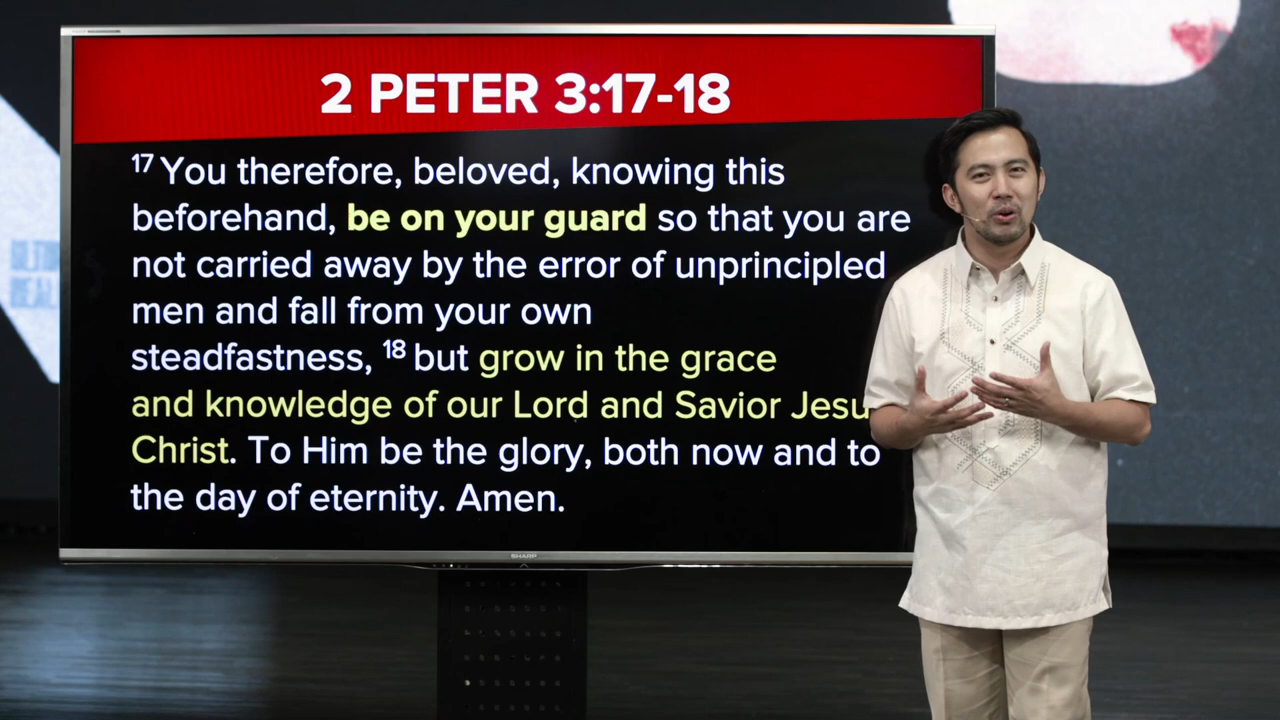 2 PETER 3:17-18
17 You therefore, beloved, knowing this
beforehand, be on your guard so that you are
not carried away by the error of unprincipled
men and fall from your own
steadfastness, 18 but grow in the grace
and knowledge of our Lord and Savior Jesu
Christ. To Him be the glory, both now and to
the day of eternity. Amen.
SHARP